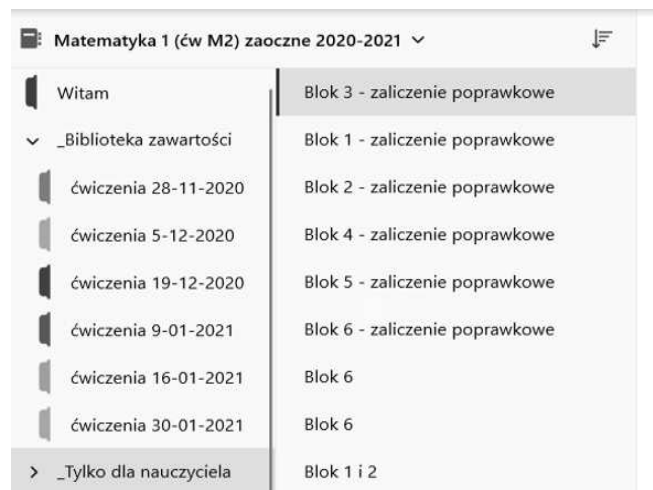 Matematyka 1 (ćw M2) zaoczne 2020-2021
Witam
_Biblioteka zawartości
ćwiczenia 28-11-2020
ćwiczenia 5-12-2020
ćwiczenia 19-12-2020
ćwiczenia 9-01-2021
ćwiczenia 16-01-2021
ćwiczenia 30-01-2021
_Tylko dla nauczyciela
Blok 3 - zaliczenie poprawkowe
Blok 1 - zaliczenie poprawkowe
Blok 2 - zaliczenie poprawkowe
Blok 4 - zaliczenie poprawkowe
Blok 5 - zaliczenie poprawkowe
Blok 6 - zaliczenie poprawkowe
Blok 6
Blok 6
Blok 1 i 2